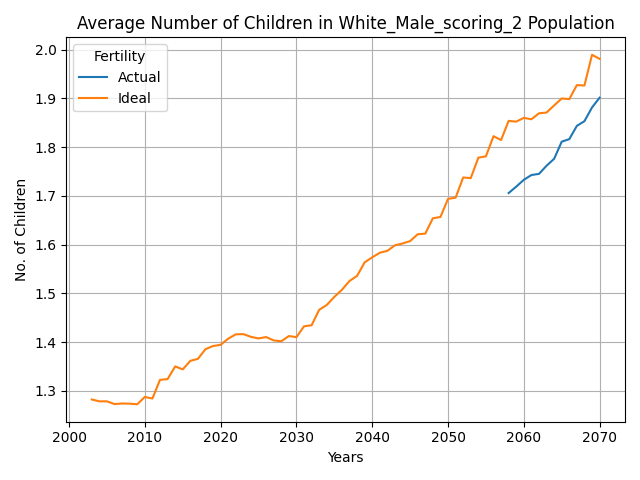 Average Number of Children in White_Male_scoring_2 Population
Fertility
Actual
Ideal
No. of Children
2.0
1.9
1.8
1.7
1.6
1.5
1.4
1.3
2000 2010 2020 2030 2040 2050 2060 2070
Years